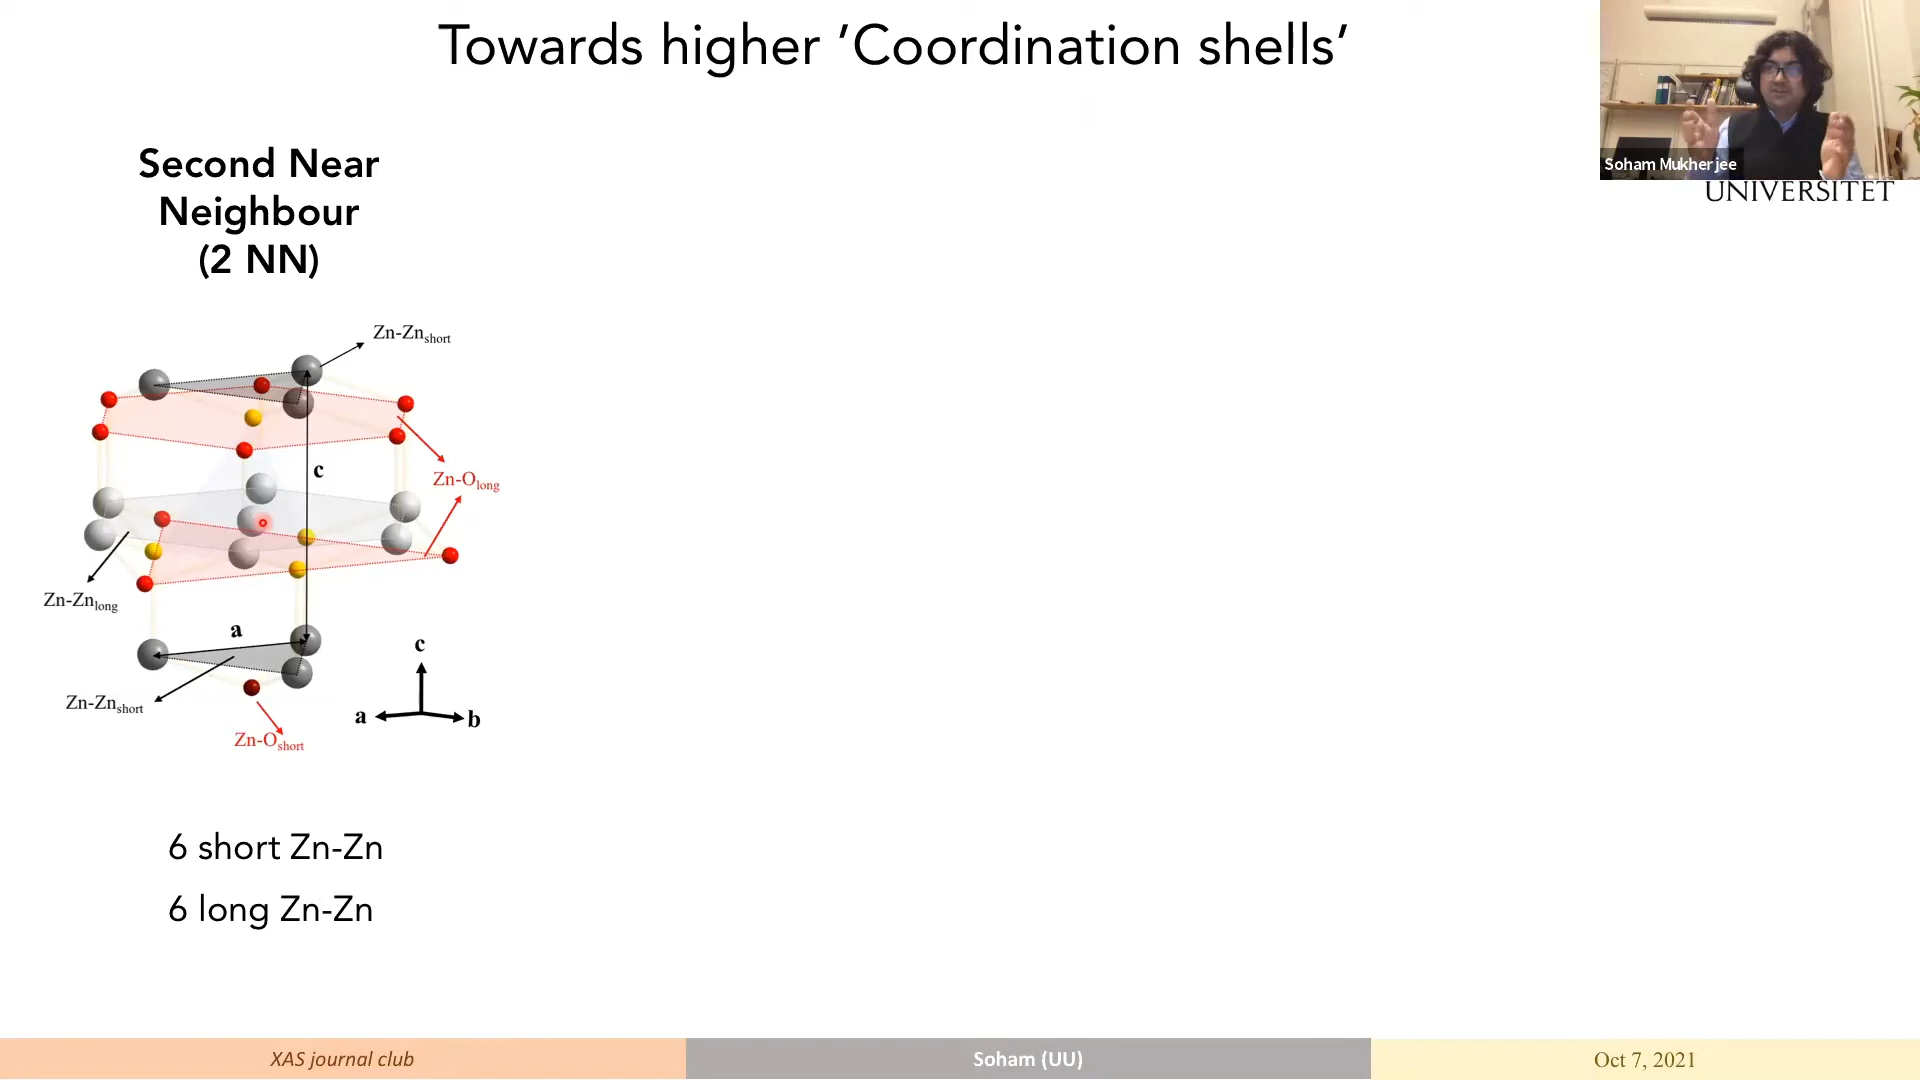 Towards higher ’Coordination shells’
Soham Mukherjee
UNIVERSITET
Second Near
Neighbour
(2 NN)
Zn-Znshort
c
Zn-Olong
Zn-Znlong
a
c
Zn-Znshort
a
b
Zn-Oshort
6 short Zn-Zn
6 long Zn-Zn
XAS journal club
Soham (UU)
Oct 7, 2021